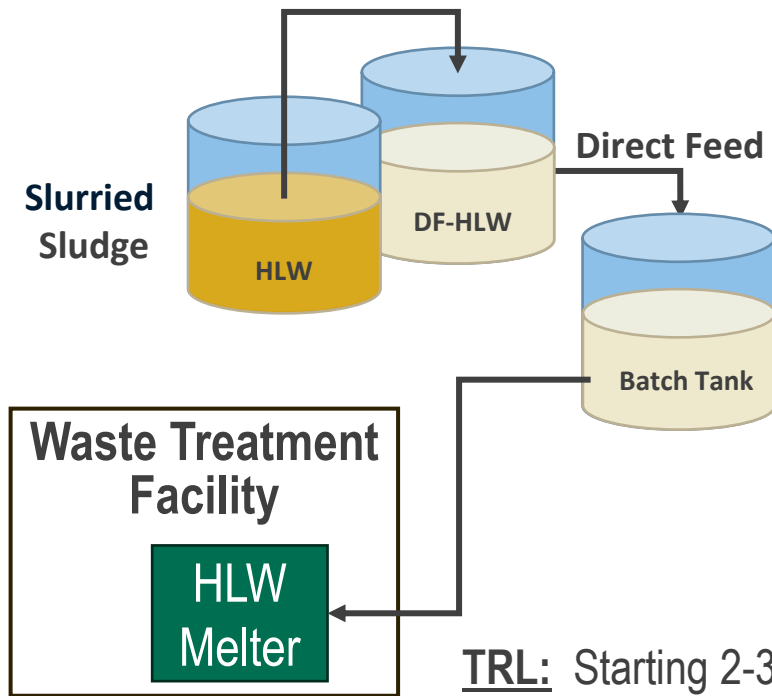 Direct Feed
Slurried
Sludge
DF-HLW
HLW
Batch Tank
Waste Treatment
Facility
HLW
Melter
TRL: Starting 2-3